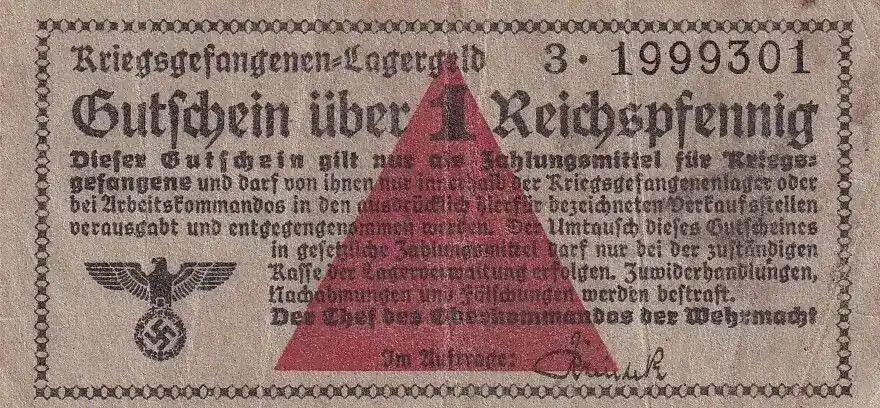 Kriegsgefangenen=Lagergeld 3· 1999301
Gutschein über 1 Reichspfennig
Dieser Gutschein gilt nur als Zahlungsmittel für Kriegs=
gefangene und darf von ihnen nur innerhalb der Kriegsgefangenenlager oder
bei Arbeitskommandos in den ausdrücklich hierfür bezeichneten Verkaufsstellen
verausgabt und entgegengenommen werden. Der Umtausch dieses Gutscheines
in gesetzliche Zahlungsmittel darf nur bei der zuständigen
Kasse der Lagerverwaltung erfolgen. Zuwiderhandlungen,
Nachahmungen und Fälschungen werden bestraft.
Der Chef des Oberkommandos der Wehrmacht
Im Auftrage: